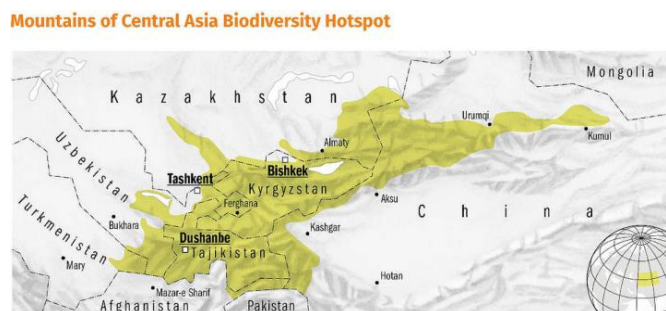 Mountains of Central Asia Biodiversity Hotspot
Mongolia
Kazakhstan
Urumqi
Kumul
Almaty
Uzbekistan
Bishkek
Tashkent
Kyrgyzstan
Aksu
Ferghana
China
Turkmenistan
Bukhara
Kashgar
Dushanbe
Tajikistan
Mary
Hotan
Mazar-e Sharif
Afghanistan
Pakistan